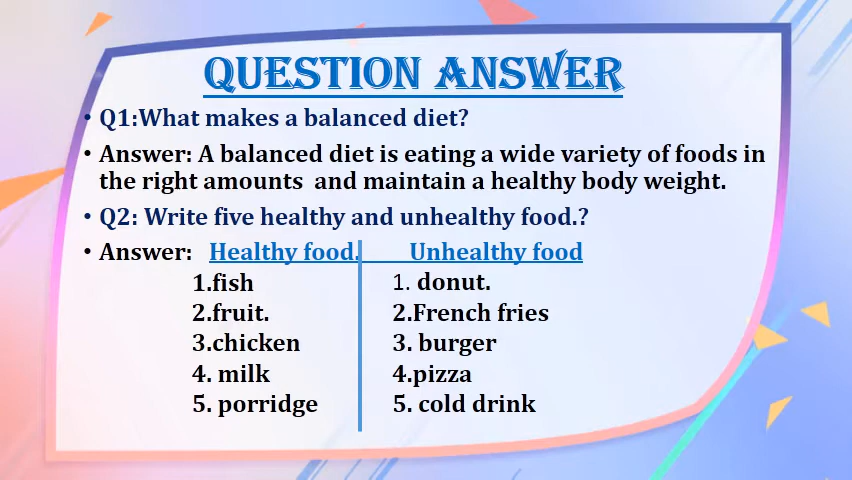 QUESTION ANSWER
• Q1:What makes a balanced diet?
• Answer: A balanced diet is eating a wide variety of foods in
the right amounts and maintain a healthy body weight.
• Q2: Write five healthy and unhealthy food.?
• Answer: Healthy food. Unhealthy food
1.fish 1. donut.
2.fruit. 2.French fries
3.chicken 3. burger
4. milk 4.pizza
5. porridge 5. cold drink